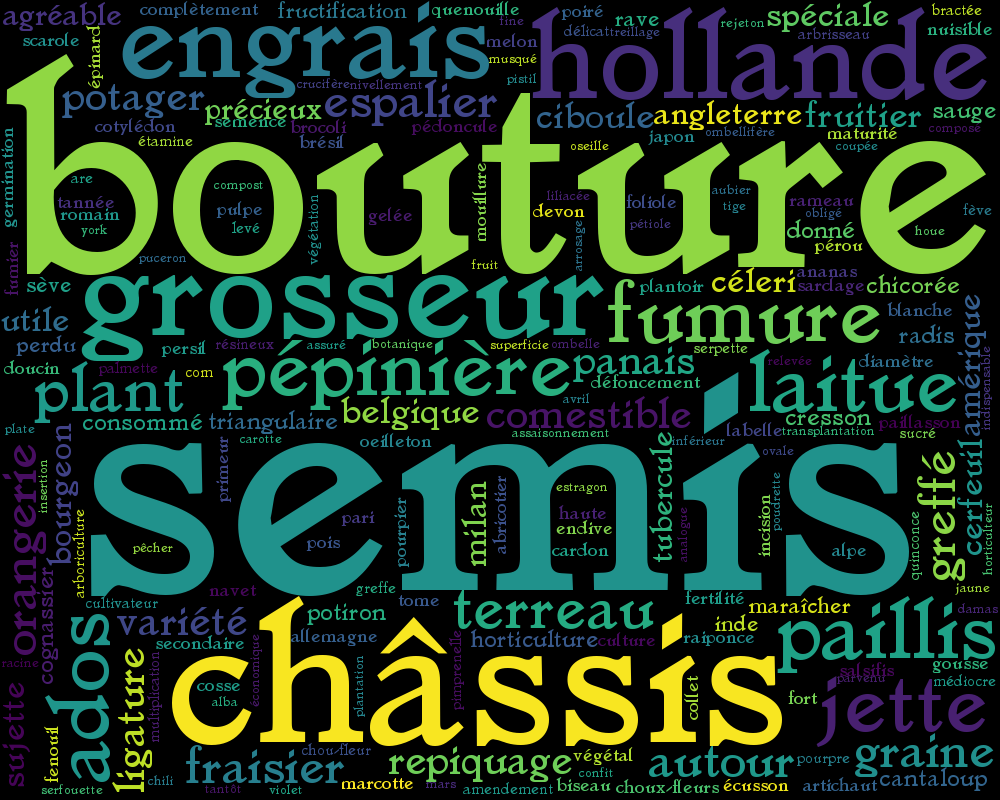 agréable
complètement
fructification
quenouille
fine
poiré
rave
spéciale
bractée
scarole
épinard
engrais
melon
musqué
hollande
délicat
treillage
rejeton
arbrisseau
nuisible
crucifère
nivellement
pistil
potager
précieux
espalier
ciboule
angleterre
fruitier
sauge
cotylédon
semence
brocoli
pédoncule
japon
ombellifère
maturité
composé
germination
étamine
brésil
oseille
coupée
bouture
are
compost
mouillure
liliacée
aubier
tannée
romain
pulpe
végétation
gelée
devon
foliole
tige
rameau
obligé
fève
york
levé
pétiole
donné
houe
fumier
puceron
fruit
arrosage
pérou
sève
grosseur
plantoir
céleri
ananas
sarclage
chicorée
utile
fumure
blanche
amérique
perdu
persil
résineux
assuré
botanique
superficie
ombelle
serpette
radis
doucin
palmette
com
pépinière
panais
relevée
diamètre
indispensable
plant
avril
défoncement
laitue
consommé
triangulaire
belgique
comestible
cresson
paillasson
plate
carotte
oeilleton
assaisonnement
inférieur
labelle
transplantation
sucré
bourgeon
primeur
semis
tubercule
ovale
orangerie
insertion
estragon
greffé
cerfeuil
arboriculture
pari
pourpier
milan
abricotier
haute
endive
analogue
incision
poudrette
quinconce
horticulteur
pêcher
pois
cardon
alpe
cognassier
cultivateur
navet
greffe
tome
fertilité
maraîcher
jaune
damas
ados
variété
potiron
terreau
inde
paillis
racine
secondaire
allemagne
horticulture
culture
raiponce
économique
châssis
pimprenelle
salsifis
parvenu
gousse
médiocre
sujette
ligature
multiplication
cosse
alba
plantation
collet
fort
jette
fenouil
chou-fleur
repiquage
végétal
autour
pourpre
graine
serfouette
chili
fraisier
tantôt
violet
marcotte
mars
amendement
confit
biseau
choux-fleurs
écusson
artichaut
cantaloup